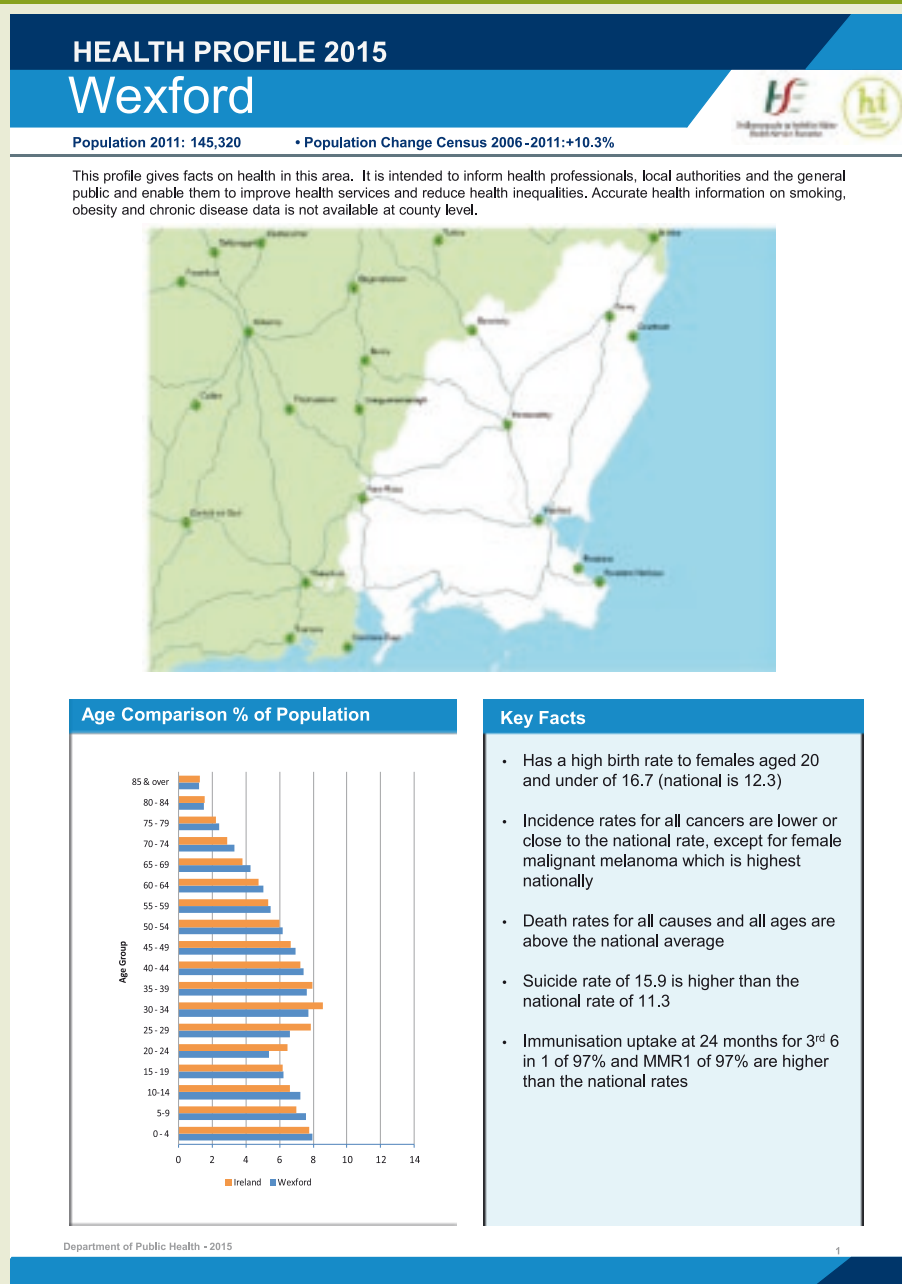 HEALTH PROFILE 2015
Wexford
hi
Population 2011: 145,320 • Population Change Census 2006-2011:+10.3%
This profile gives facts on health in this area. It is intended to inform health professionals, local authorities and the general
public and enable them to improve health services and reduce health inequalities. Accurate health information on smoking,
obesity and chronic disease data is not available at county level.
Age Comparison % of Population
Age Group
85 & over
80 - 84
75 - 79
70 - 74
65 - 69
60 - 64
55 - 59
50 - 54
45 - 49
40 - 44
35 - 39
30 - 34
25 - 29
20 - 24
15 - 19
10-14
5-9
0 - 4
0 2 4 6 8 10 12 14
Ireland Wexford
Key Facts
• Has a high birth rate to females aged 20
and under of 16.7 (national is 12.3)
• Incidence rates for all cancers are lower or
close to the national rate, except for female
malignant melanoma which is highest
nationally
• Death rates for all causes and all ages are
above the national average
• Suicide rate of 15.9 is higher than the
national rate of 11.3
• Immunisation uptake at 24 months for 3rd 6
in 1 of 97% and MMR1 of 97% are higher
than the national rates
Department of Public Health - 2015
1